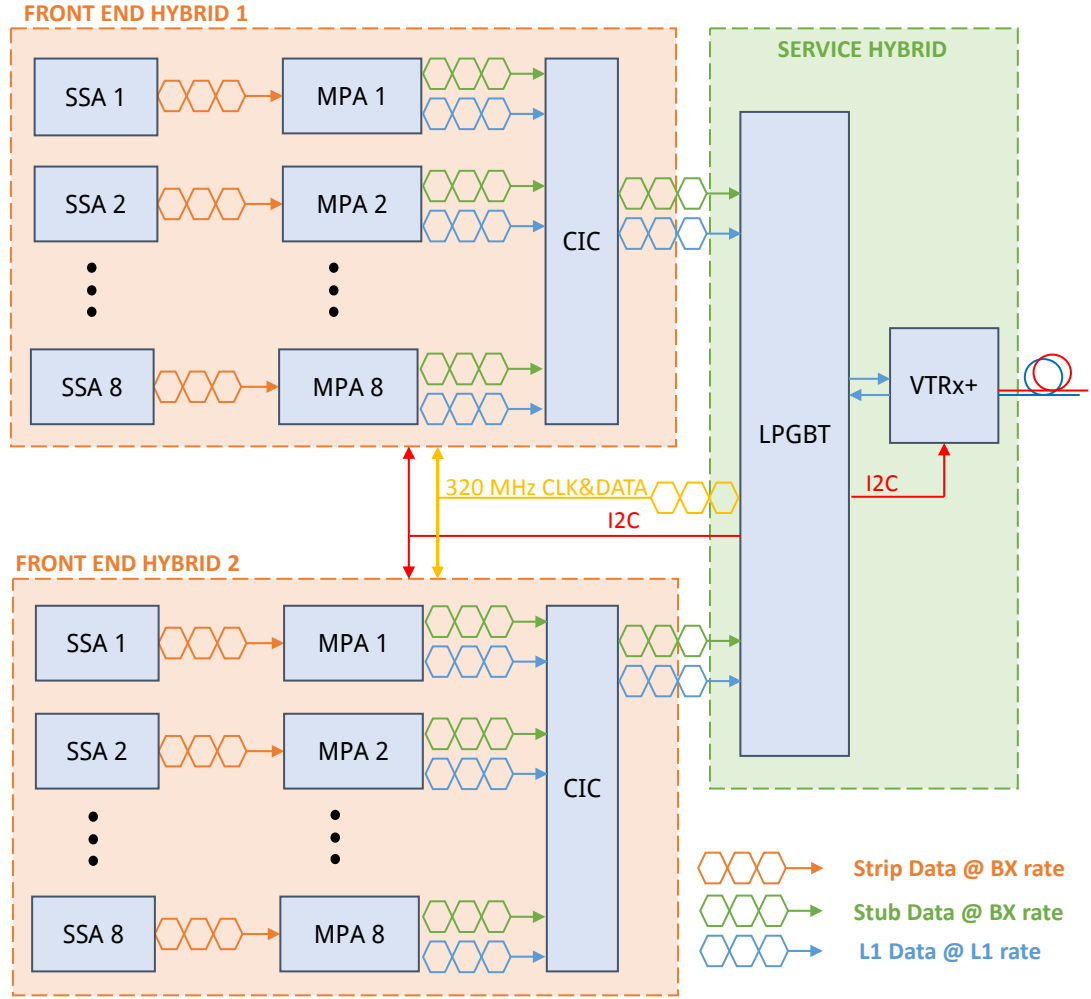 FRONT END HYBRID 1
SERVICE HYBRID
SSA 1
MPA 1
SSA 2
MPA 2
CIC
SSA 8
MPA 8
LPGBT
VTRx+
320 MHz CLK&DATA
I2C
I2C
FRONT END HYBRID 2
SSA 1
MPA 1
SSA 2
MPA 2
CIC
SSA 8
MPA 8
Strip Data @ BX rate
Stub Data @ BX rate
L1 Data @ L1 rate